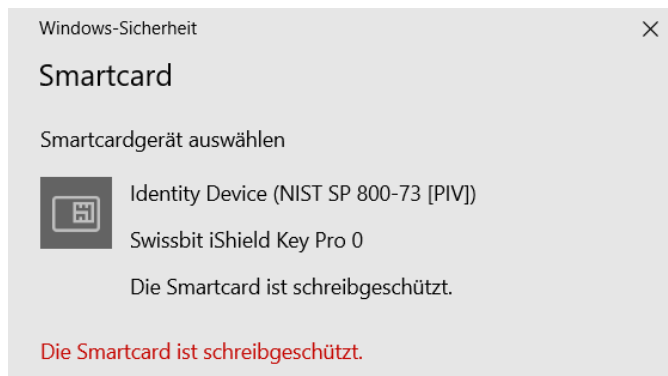 Windows-Sicherheit
Smartcard
Smartcardgerät auswählen
Identity Device (NIST SP 800-73 [PIV])
Swissbit iShield Key Pro 0
Die Smartcard ist schreibgeschützt.
Die Smartcard ist schreibgeschützt.